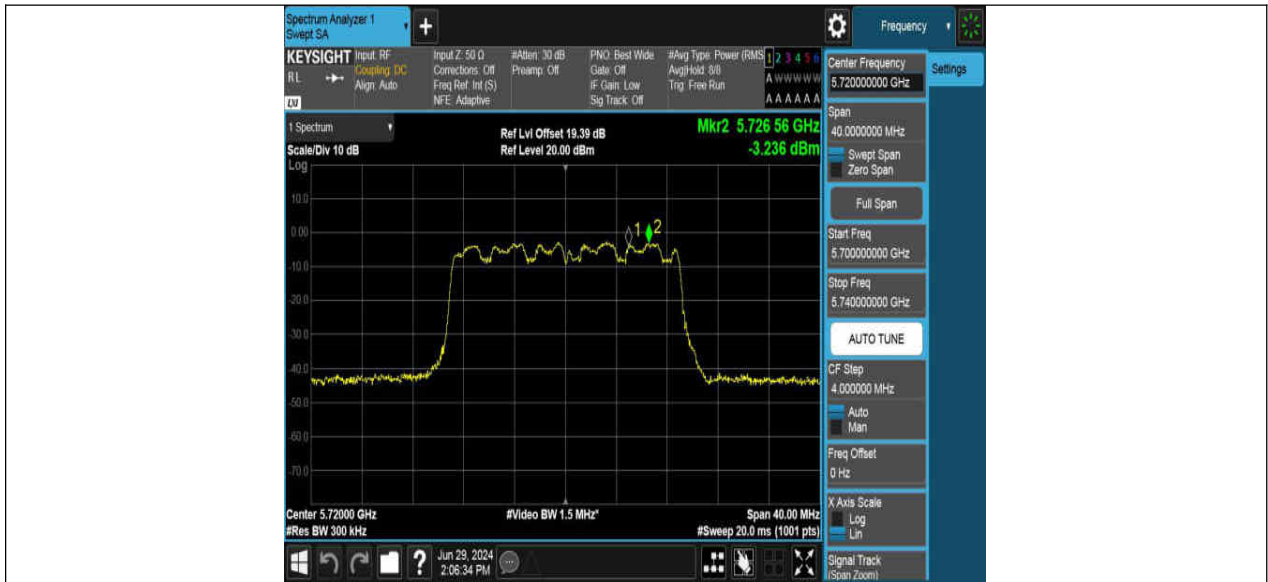 Spectrum Analyzer 1
Swept SA
+
Frequency
KEYSIGHT
RL
LXI
Input: RF
Coupling: DC
Align: Auto
Input Z: 50 Ω
Corrections: Off
Freq Ref: Int (S)
NFE: Adaptive
#Atten: 30 dB
Preamp: Off
PNO: Best Wide
Gate: Off
IF Gain: Low
Sig Track: Off
#Avg Type: Power (RMS
Avg|Hold: 8/8
Trig: Free Run
1 2 3 4 5 6
A W W W W W
A A A A A A
1 Spectrum
Scale/Div 10 dB
Log
Ref Lvl Offset 19.39 dB
Ref Level 20.00 dBm
Mkr2 5.726 56 GHz
-3.236 dBm
10.0
0.00
-10.0
-20.0
-30.0
-40.0
-50.0
-60.0
-70.0
1
2
Center 5.72000 GHz
#Res BW 300 kHz
#Video BW 1.5 MHz*
Span 40.00 MHz
#Sweep 20.0 ms (1001 pts)
?
Jun 29, 2024
2:06:34 PM
Center Frequency
5.720000000 GHz
Settings
Span
40.0000000 MHz
Swept Span
Zero Span
Full Span
Start Freq
5.700000000 GHz
Stop Freq
5.740000000 GHz
AUTO TUNE
CF Step
4.000000 MHz
Auto
Man
Freq Offset
0 Hz
X Axis Scale
Log
Lin
Signal Track
(Span Zoom)